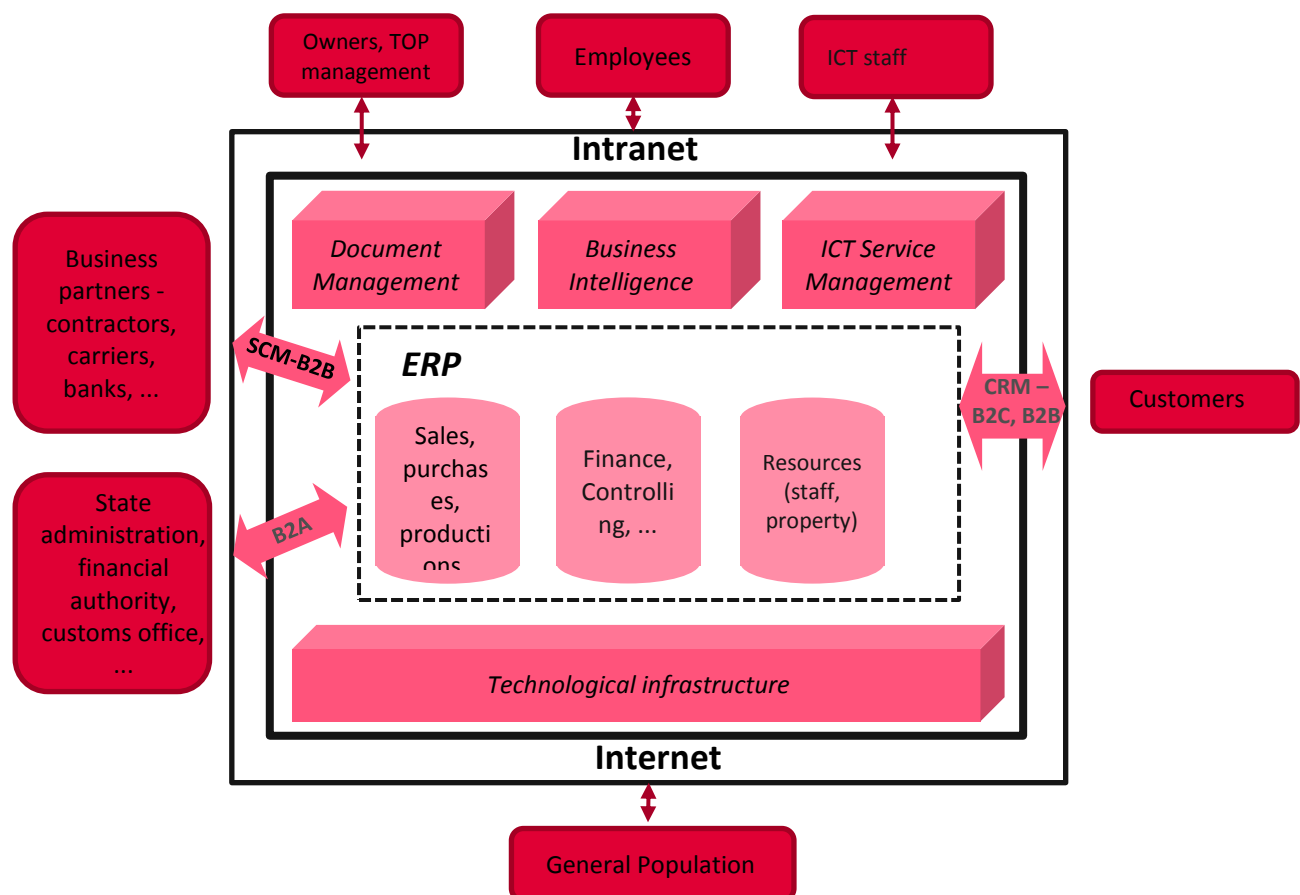 Owners, TOP
management
Employees
ICT staff
Intranet
Document
Management
Business
Intelligence
ICT Service
Management
Business
partners -
contractors,
carriers,
banks, ...
SCM-B2B
ERP
CRM –
B2C, B2B
Customers
Sales,
purchas
es,
producti
ons
Finance,
Controlli
ng, ...
Resources
(staff,
property)
State
administration,
financial
authority,
customs office,
...
B2A
Technological infrastructure
Internet
General Population